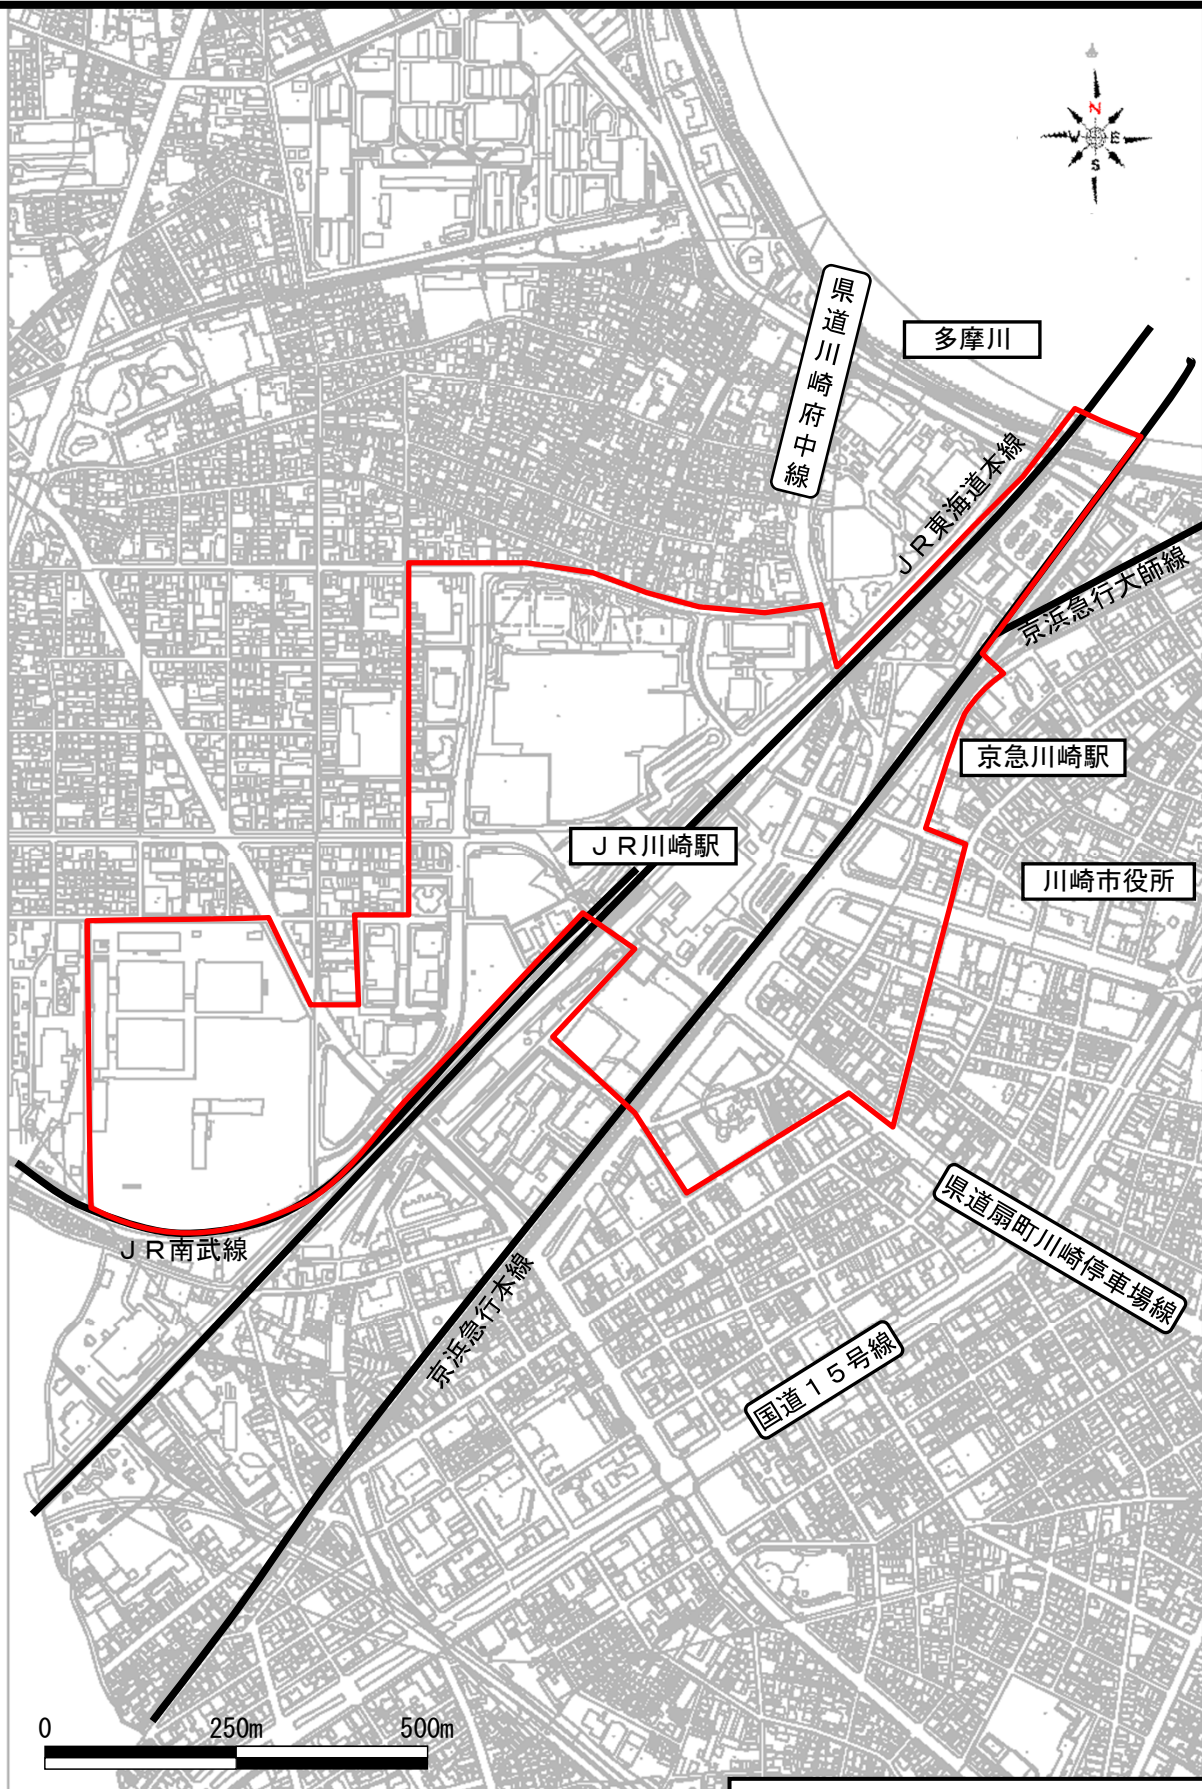 N
W E
S
県道川崎府中線
多摩川
ＪＲ東海道本線
京浜急行大師線
京急川崎駅
ＪＲ川崎駅
川崎市役所
県道扇町川崎停車場線
ＪＲ南武線
京浜急行本線
国道１５号線
0 250m 500m